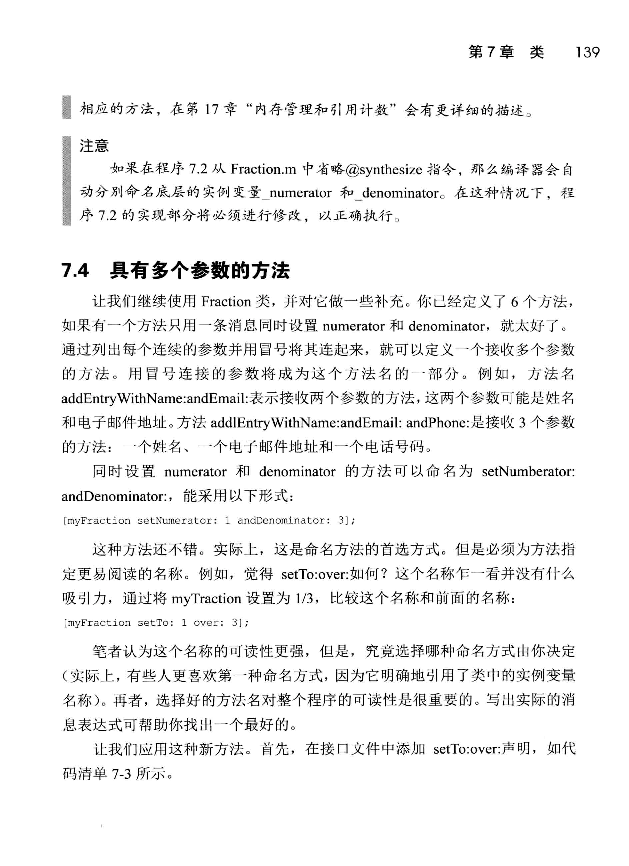 第 7 章 类 139
相应的方法，在第 17 章“内存管理和引用计数”会有更详细的描述。
注意
如果在程序 7.2 从 Fraction.m 中省略@synthesize 指令，那么编译器会自
动分别命名底层的实例变量_numerator 和_denominator。在这种情况下，程
序 7.2 的实现部分将必须进行修改，以正确执行。
7.4 具有多个参数的方法
让我们继续使用 Fraction 类，并对它做一些补充。你已经定义了 6 个方法，
如果有一个方法只用一条消息同时设置 numerator 和 denominator，就太好了。
通过列出每个连续的参数并用冒号将其连起来，就可以定义一个接收多个参数
的方法。用冒号连接的参数将成为这个方法名的一部分。例如，方法名
addEntryWithName:andEmail:表示接收两个参数的方法，这两个参数可能是姓名
和电子邮件地址。方法 addlEntryWithName:andEmail: andPhone:是接收 3 个参数
的方法：一个姓名、一个电子邮件地址和一个电话号码。
同时设置 numerator 和 denominator 的方法可以命名为 setNumberator:
andDenominator:，能采用以下形式：
[myFraction setNumerator: 1 andDenominator: 3];
这种方法还不错。实际上，这是命名方法的首选方式。但是必须为方法指
定更易阅读的名称。例如，觉得 setTo:over:如何？这个名称乍一看并没有什么
吸引力，通过将 myTraction 设置为 1/3，比较这个名称和前面的名称：
[myFraction setTo: 1 over: 3];
笔者认为这个名称的可读性更强，但是，究竟选择哪种命名方式由你决定
（实际上，有些人更喜欢第一种命名方式，因为它明确地引用了类中的实例变量
名称）。再者，选择好的方法名对整个程序的可读性是很重要的。写出实际的消
息表达式可帮助你找出一个最好的。
让我们应用这种新方法。首先，在接口文件中添加 setTo:over:声明，如代
码清单 7-3 所示。